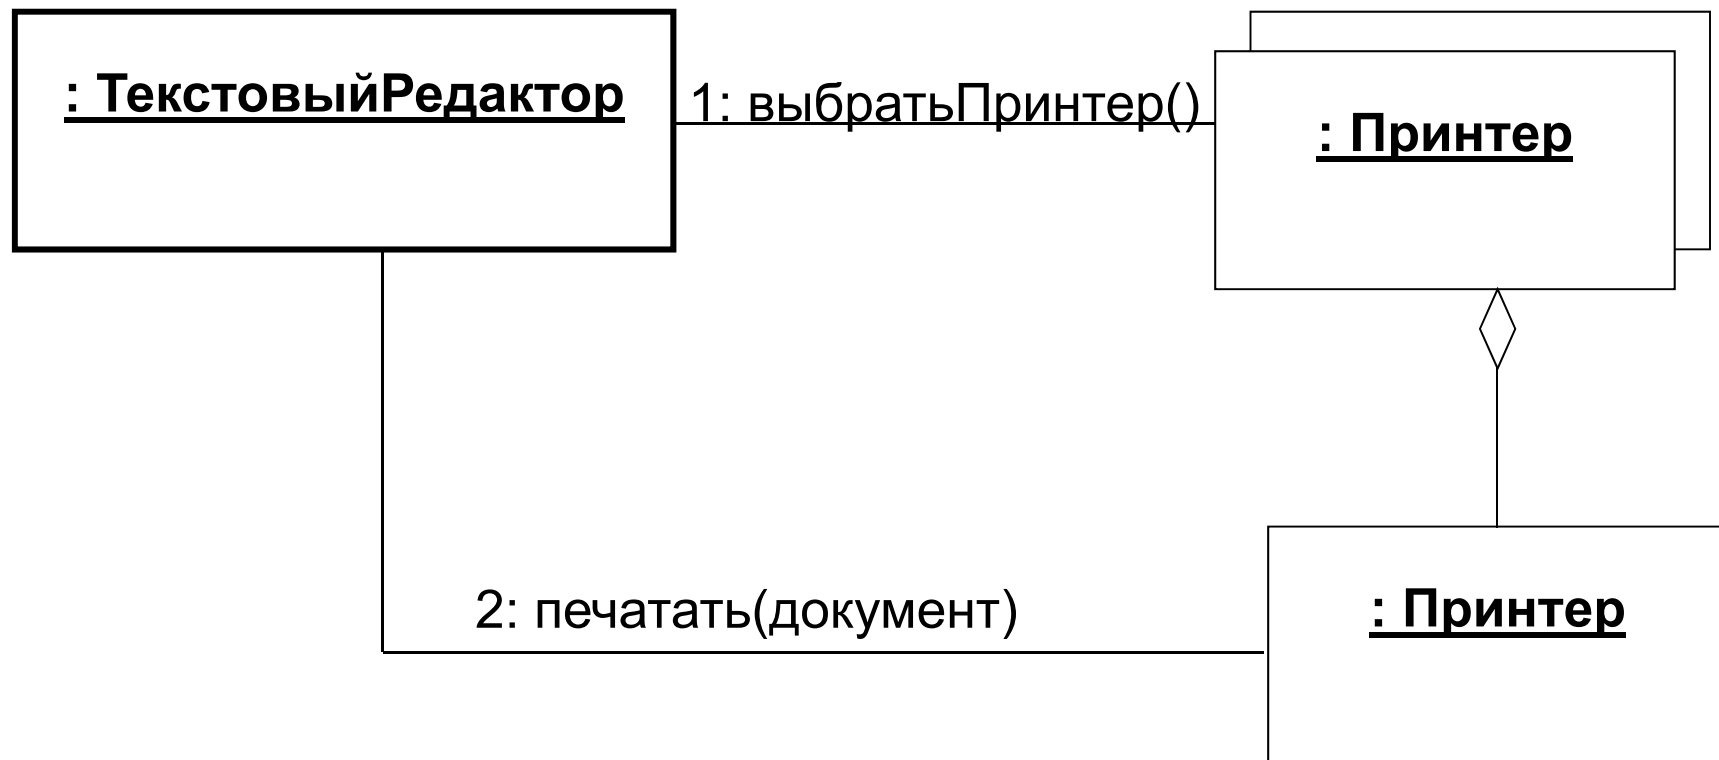 : ТекстовыйРедактор
1: выбратьПринтер()
: Принтер
2: печатать(документ)
: Принтер